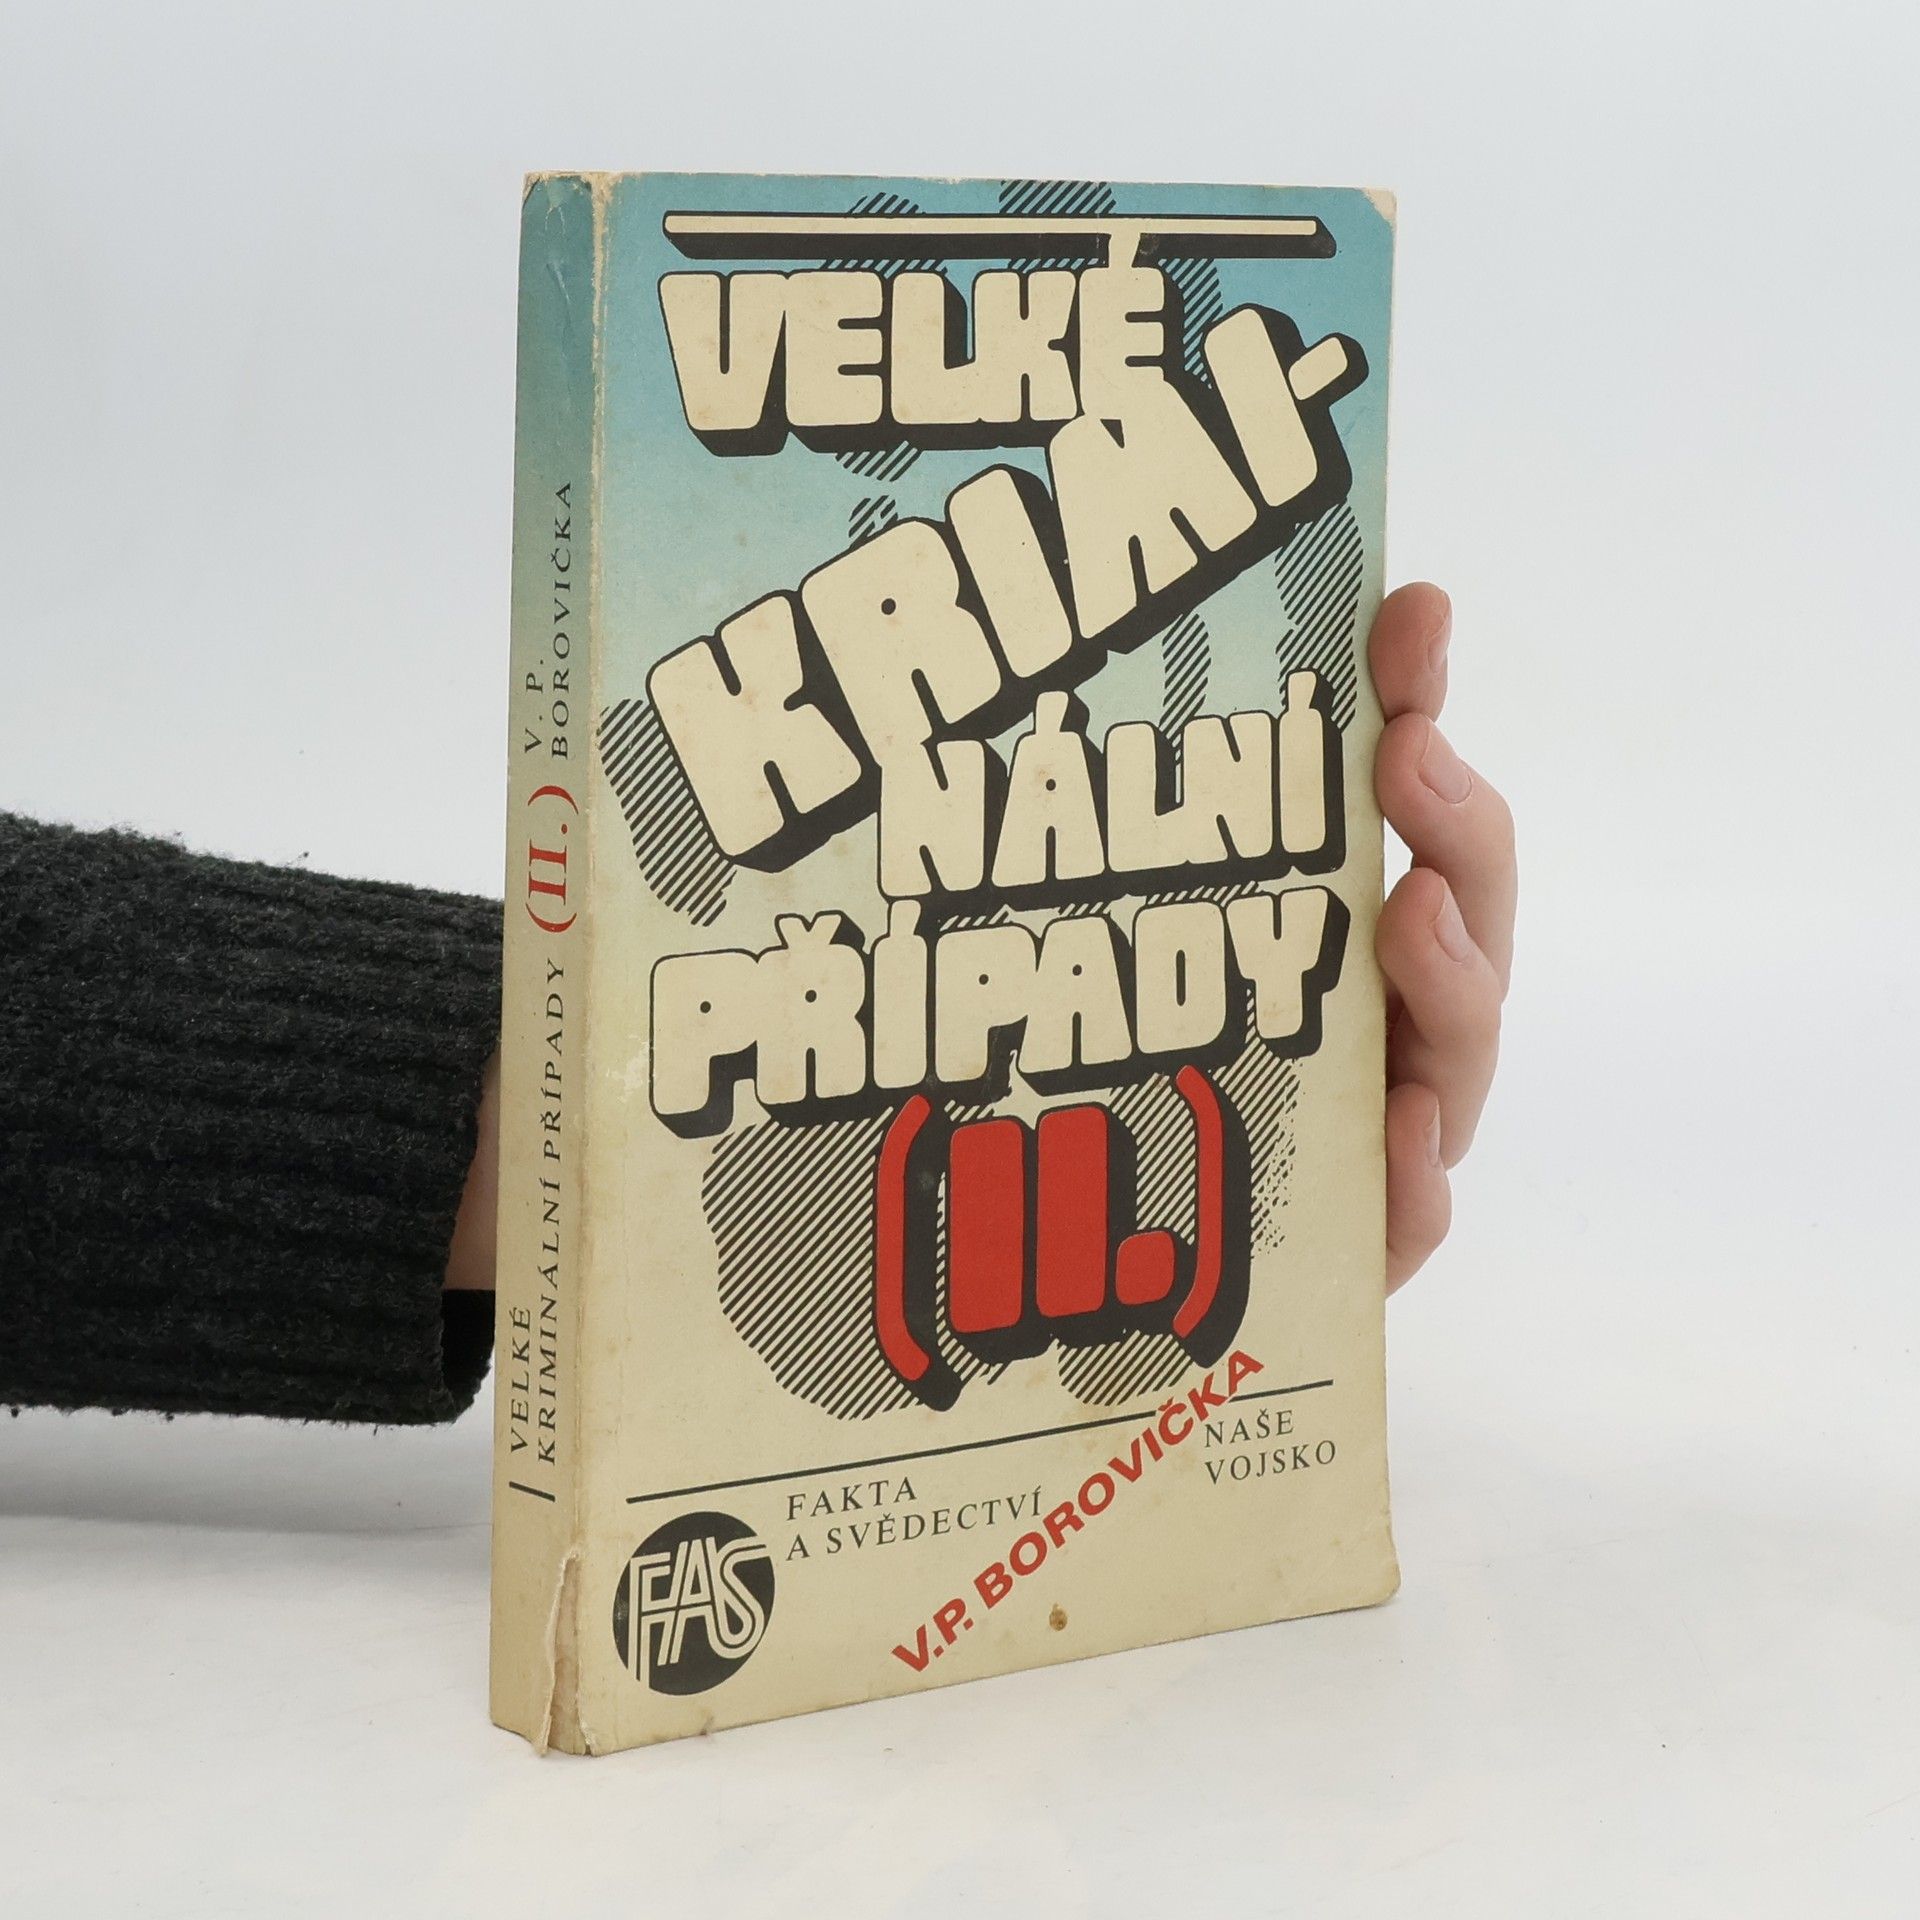 VELKÉ
KRIMI-
NÁLNÍ
PŘÍPADY
(II.)
V.P. BOROVIČKA
FAKTA
A SVĚDECTVÍ
NAŠE
VOJSKO
FAS
VELKÉ
KRIMINÁLNÍ PŘÍPADY (II.)
V. P.
BOROVIČKA